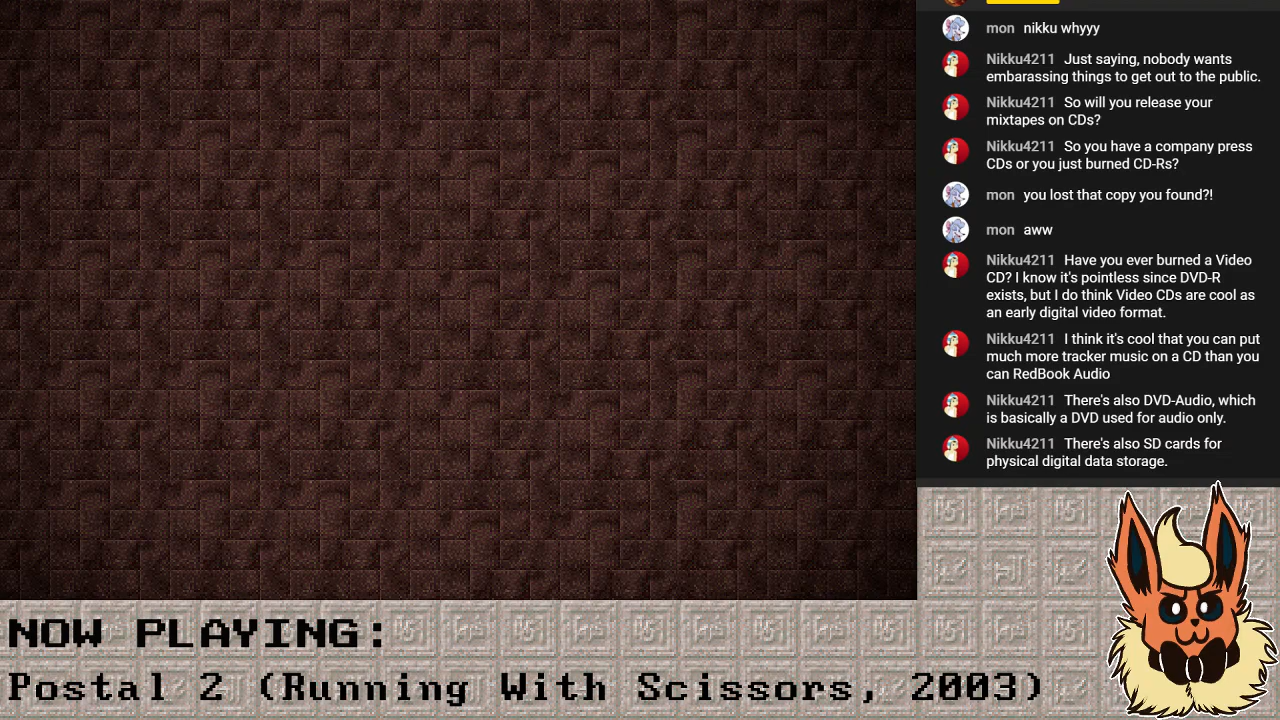 mon nikku whyyy
Nikku4211 Just saying, nobody wants
embarassing things to get out to the public.
Nikku4211 So will you release your
mixtapes on CDs?
Nikku4211 So you have a company press
CDs or you just burned CD-Rs?
mon you lost that copy you found?!
mon aww
Nikku4211 Have you ever burned a Video
CD? I know it's pointless since DVD-R
exists, but I do think Video CDs are cool as
an early digital video format.
Nikku4211 I think it's cool that you can put
much more tracker music on a CD than you
can RedBook Audio
Nikku4211 There's also DVD-Audio, which
is basically a DVD used for audio only.
Nikku4211 There's also SD cards for
physical digital data storage.
NOW PLAYING:
Postal 2 (Running With Scissors, 2003)